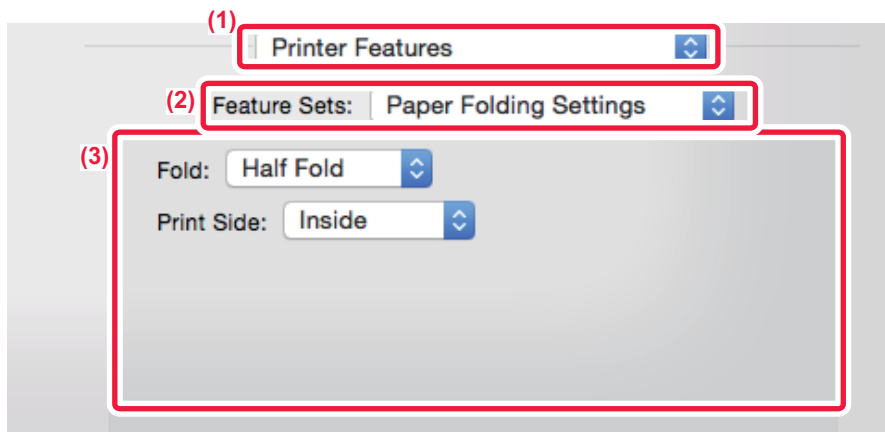 (1)
Printer Features
(2) Feature Sets: Paper Folding Settings
(3)
Fold: Half Fold
Print Side: Inside